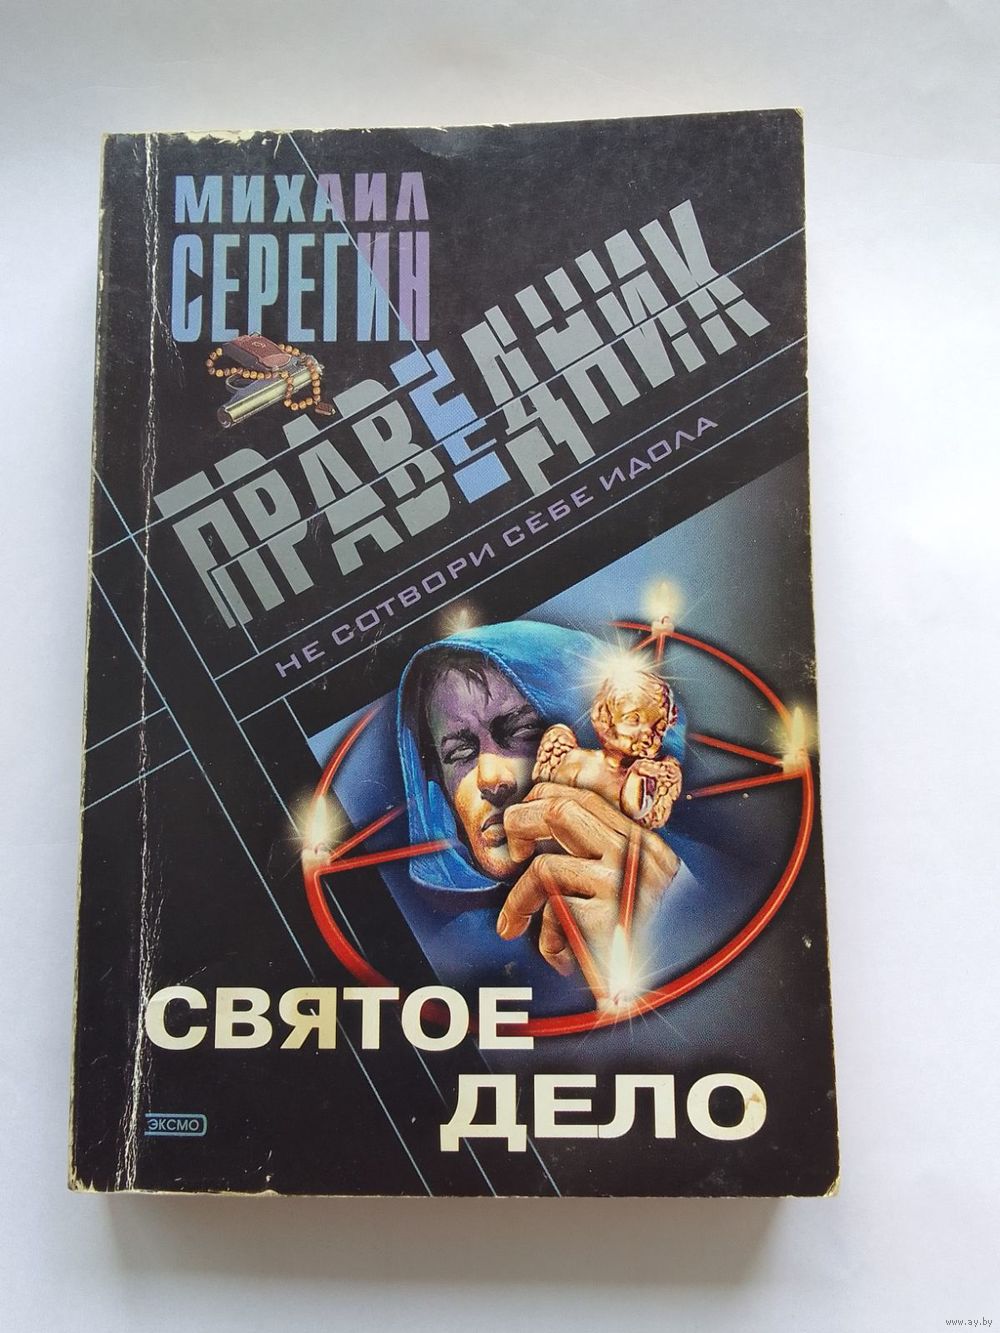 МИХАИЛ
СЕРЕГИН
ПРАВЕДНИК
НЕ СОТВОРИ СЕБЕ ИДОЛА
СВЯТОЕ
ДЕЛО
ЭКСМО
www.ay.by